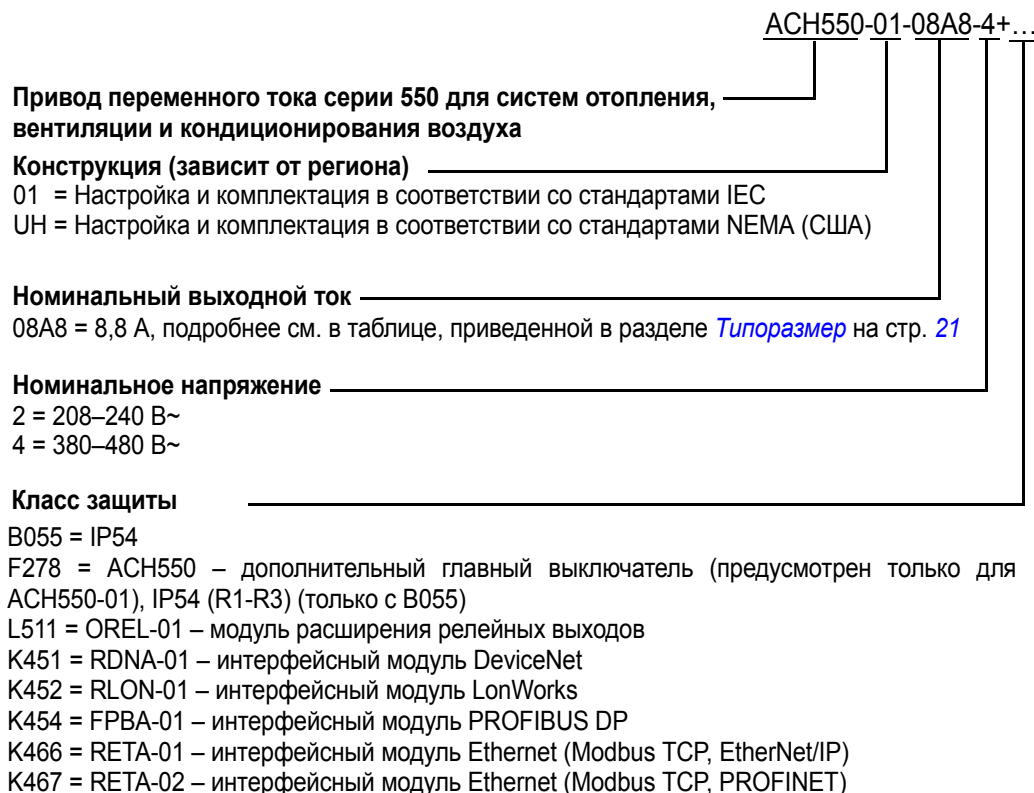 ACH550-01-08A8-4+…
Привод переменного тока серии 550 для систем отопления,
вентиляции и кондиционирования воздуха
Конструкция (зависит от региона)
01 = Настройка и комплектация в соответствии со стандартами IEC
UH = Настройка и комплектация в соответствии со стандартами NEMA (США)
Номинальный выходной ток
08A8 = 8,8 A, подробнее см. в таблице, приведенной в разделе Типоразмер на стр. 21
Номинальное напряжение
2 = 208–240 В~
4 = 380–480 В~
Класс защиты
B055 = IP54
F278 = ACH550 – дополнительный главный выключатель (предусмотрен только для
ACH550-01), IP54 (R1-R3) (только с B055)
L511 = OREL-01 – модуль расширения релейных выходов
K451 = RDNA-01 – интерфейсный модуль DeviceNet
K452 = RLON-01 – интерфейсный модуль LonWorks
K454 = FPBA-01 – интерфейсный модуль PROFIBUS DP
K466 = RETA-01 – интерфейсный модуль Ethernet (Modbus TCP, EtherNet/IP)
K467 = RETA-02 – интерфейсный модуль Ethernet (Modbus TCP, PROFINET)